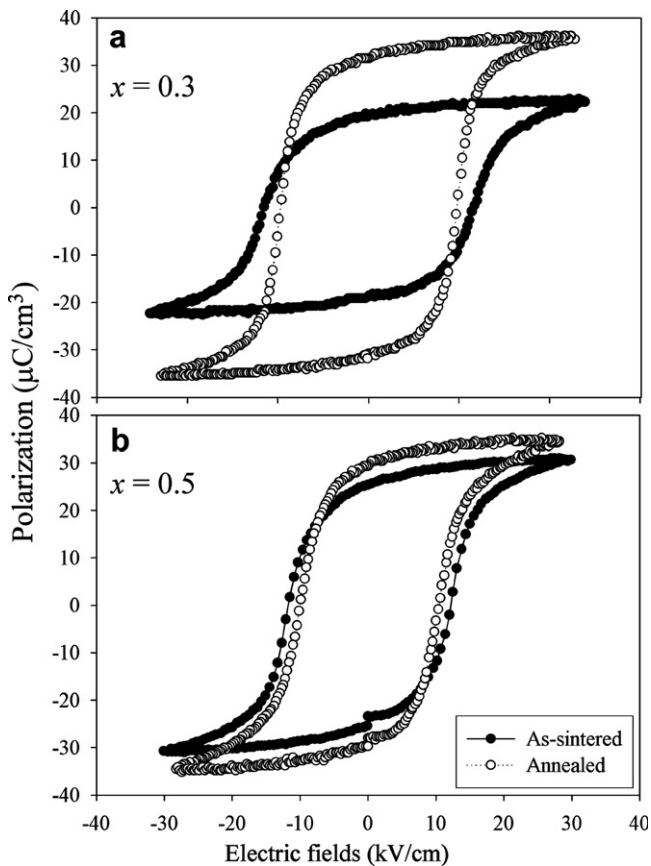 a
x = 0.3
40
30
20
10
0
-10
-20
-30
-40
b
x = 0.5
40
30
20
10
0
-10
-20
-30
-40
Polarization (µC/cm³)
As-sintered
Annealed
-40 -30 -20 -10 0 10 20 30 40
Electric fields (kV/cm)